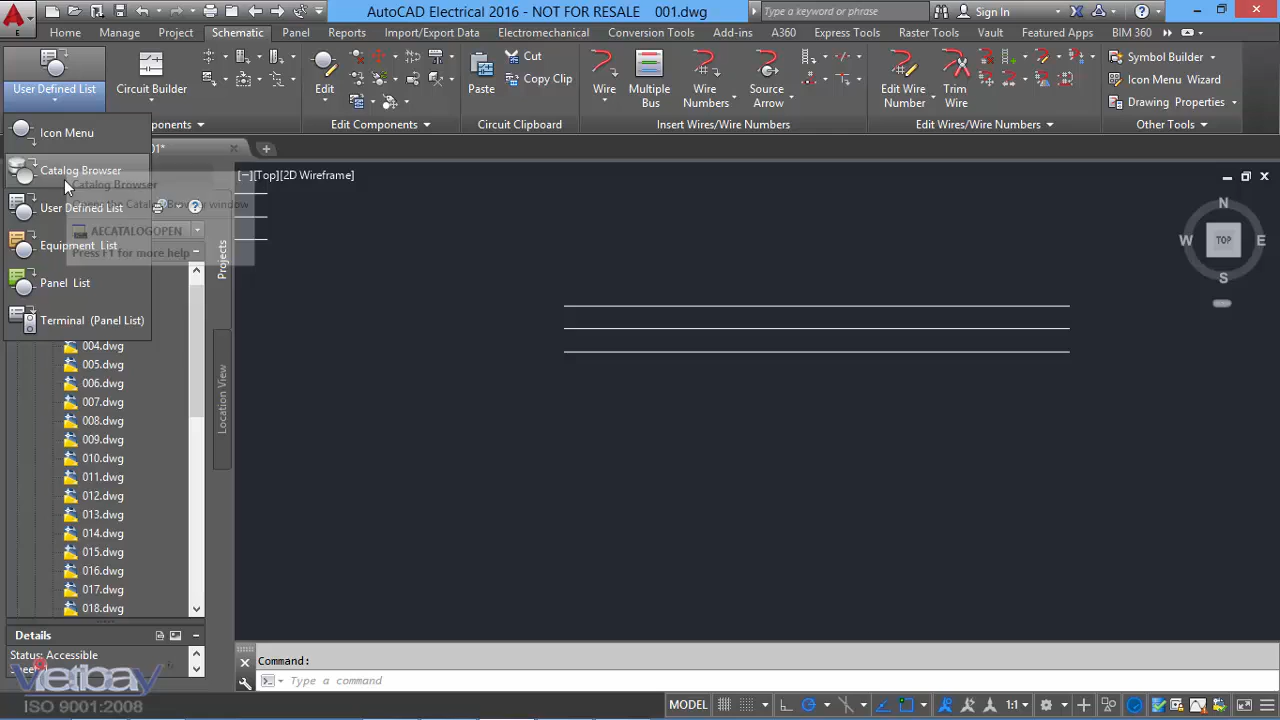 AutoCAD Electrical 2016 - NOT FOR RESALE 001.dwg
Type a keyword or phrase
Sign In
Home Manage Project Schematic Panel Reports Import/Export Data Electromechanical Conversion Tools Add-ins A360 Express Tools Raster Tools Vault Featured Apps BIM 360
User Defined List
Circuit Builder
Edit
Cut
Copy Clip
Paste
Wire
Multiple Bus
Wire Numbers
Source Arrow
Edit Wire Number
Trim Wire
Symbol Builder
Icon Menu Wizard
Drawing Properties
Edit Components
Circuit Clipboard
Insert Wires/Wire Numbers
Edit Wires/Wire Numbers
Other Tools
Icon Menu
Catalog Browser
User Defined List
Equipment List
Panel List
Terminal (Panel List)
Catalog Browser
AECATALOGOPEN
Press F1 for more help
[−][Top][2D Wireframe]
N
W TOP E
S
Projects
Location View
004.dwg
005.dwg
006.dwg
007.dwg
008.dwg
009.dwg
010.dwg
011.dwg
012.dwg
013.dwg
014.dwg
015.dwg
016.dwg
017.dwg
018.dwg
Details
Status: Accessible
vietbay
ISO 9001:2008
Command:
Type a command
MODEL
1:1